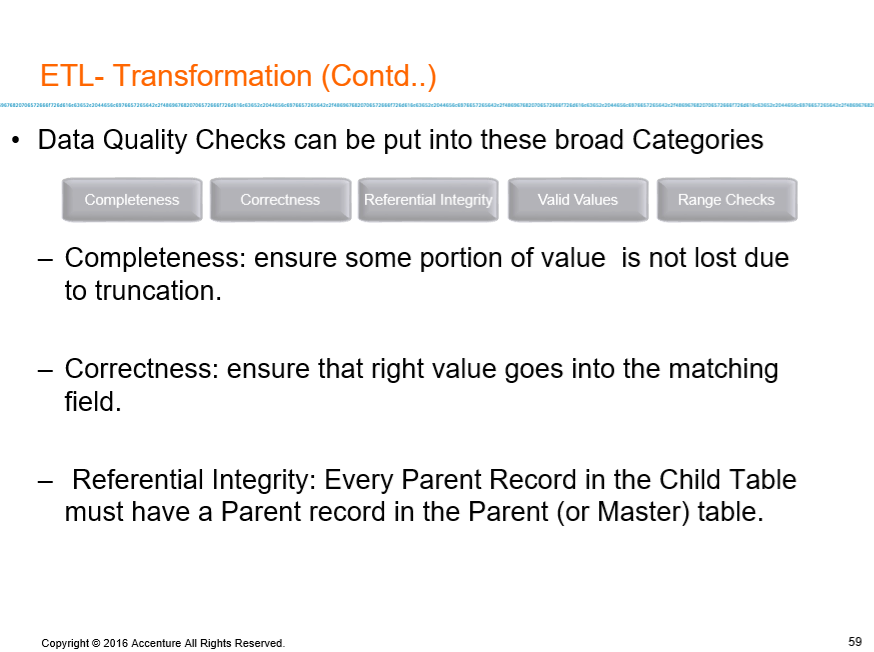 ETL- Transformation (Contd..)
• Data Quality Checks can be put into these broad Categories
Completeness Correctness Referential Integrity Valid Values Range Checks
– Completeness: ensure some portion of value  is not lost due
to truncation.
– Correctness: ensure that right value goes into the matching
field.
–  Referential Integrity: Every Parent Record in the Child Table
must have a Parent record in the Parent (or Master) table.
Copyright © 2016 Accenture All Rights Reserved.
59